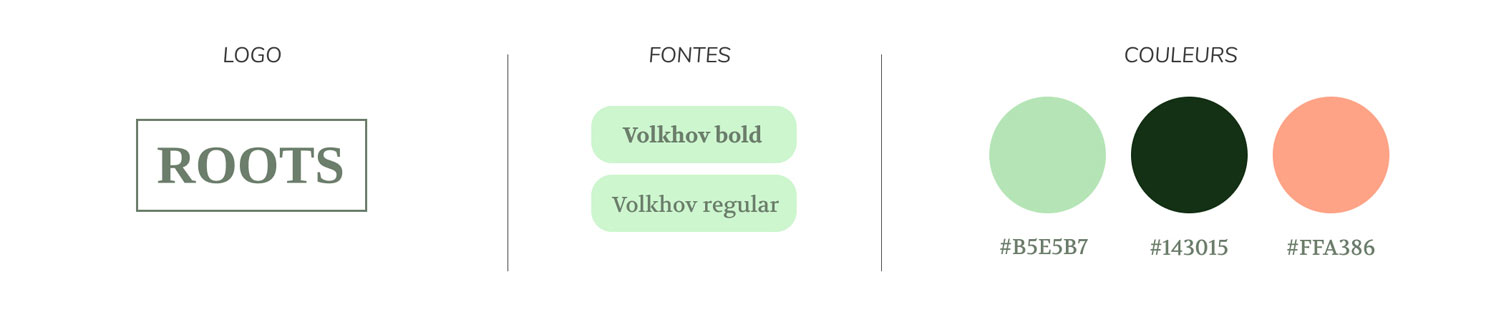 LOGO
ROOTS
FONTES
Volkhov bold
Volkhov regular
COULEURS
#B5E5B7
#143015
#FFA386